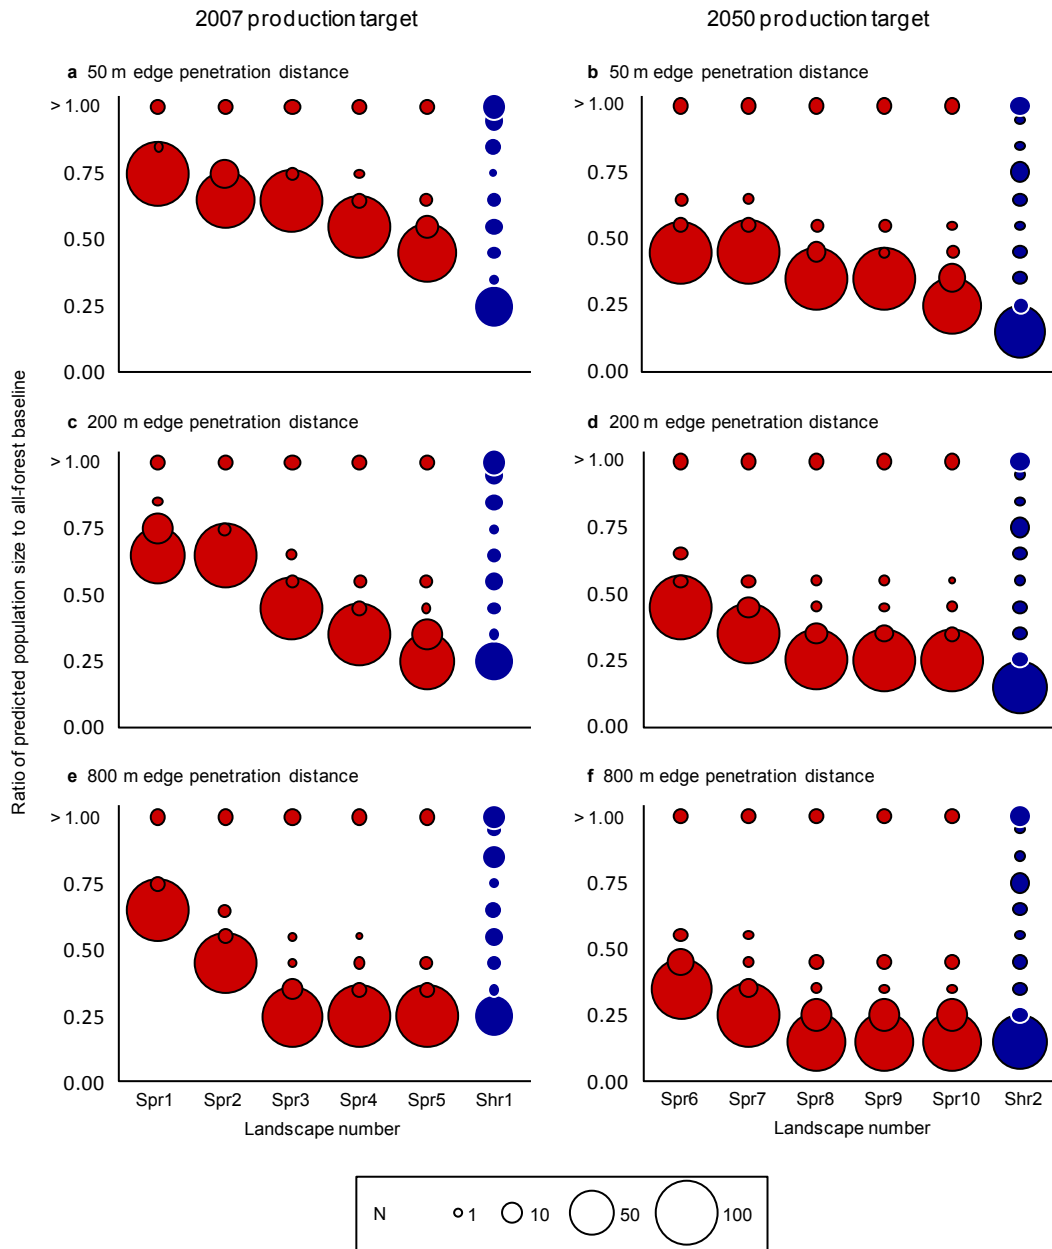 2007 production target
2050 production target
a 50 m edge penetration distance
b 50 m edge penetration distance
> 1.00
0.75
0.50
0.25
0.00
> 1.00
0.75
0.50
0.25
0.00
c 200 m edge penetration distance
d 200 m edge penetration distance
> 1.00
0.75
0.50
0.25
0.00
> 1.00
0.75
0.50
0.25
0.00
Ratio of predicted population size to all-forest baseline
e 800 m edge penetration distance
f 800 m edge penetration distance
> 1.00
0.75
0.50
0.25
0.00
> 1.00
0.75
0.50
0.25
0.00
Spr1 Spr2 Spr3 Spr4 Spr5 Shr1
Landscape number
Spr6 Spr7 Spr8 Spr9 Spr10 Shr2
Landscape number
N 1 10 50 100